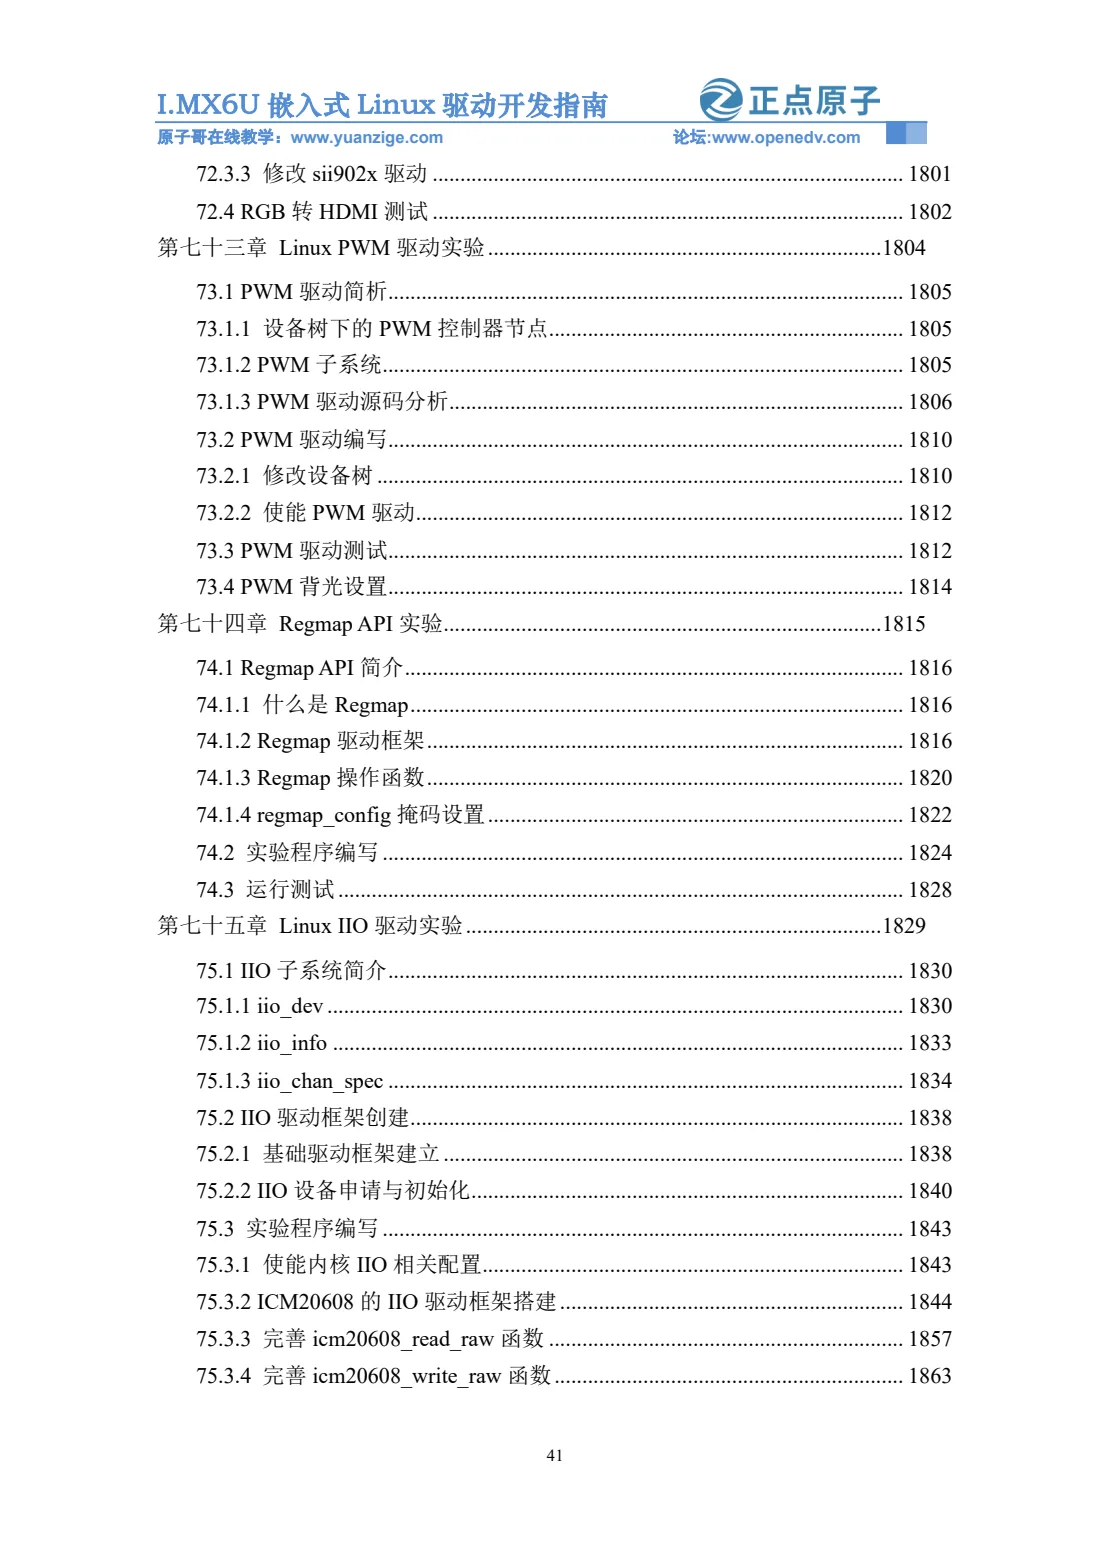 I.MX6U 嵌入式 Linux 驱动开发指南
正点原子
原子哥在线教学：www.yuanzige.com
论坛:www.openedv.com
72.3.3 修改 sii902x 驱动 ........ 1801
72.4 RGB 转 HDMI 测试 ........ 1802
第七十三章 Linux PWM 驱动实验 ........1804
73.1 PWM 驱动简析........ 1805
73.1.1 设备树下的 PWM 控制器节点........ 1805
73.1.2 PWM 子系统........ 1805
73.1.3 PWM 驱动源码分析........ 1806
73.2 PWM 驱动编写........ 1810
73.2.1 修改设备树 ........ 1810
73.2.2 使能 PWM 驱动........ 1812
73.3 PWM 驱动测试........ 1812
73.4 PWM 背光设置........ 1814
第七十四章 Regmap API 实验........1815
74.1 Regmap API 简介........ 1816
74.1.1 什么是 Regmap........ 1816
74.1.2 Regmap 驱动框架........ 1816
74.1.3 Regmap 操作函数........ 1820
74.1.4 regmap_config 掩码设置........ 1822
74.2 实验程序编写 ........ 1824
74.3 运行测试 ........ 1828
第七十五章 Linux IIO 驱动实验 ........1829
75.1 IIO 子系统简介........ 1830
75.1.1 iio_dev ........ 1830
75.1.2 iio_info ........ 1833
75.1.3 iio_chan_spec ........ 1834
75.2 IIO 驱动框架创建........ 1838
75.2.1 基础驱动框架建立 ........ 1838
75.2.2 IIO 设备申请与初始化........ 1840
75.3 实验程序编写 ........ 1843
75.3.1 使能内核 IIO 相关配置........ 1843
75.3.2 ICM20608 的 IIO 驱动框架搭建 ........ 1844
75.3.3 完善 icm20608_read_raw 函数 ........ 1857
75.3.4 完善 icm20608_write_raw 函数 ........ 1863
41